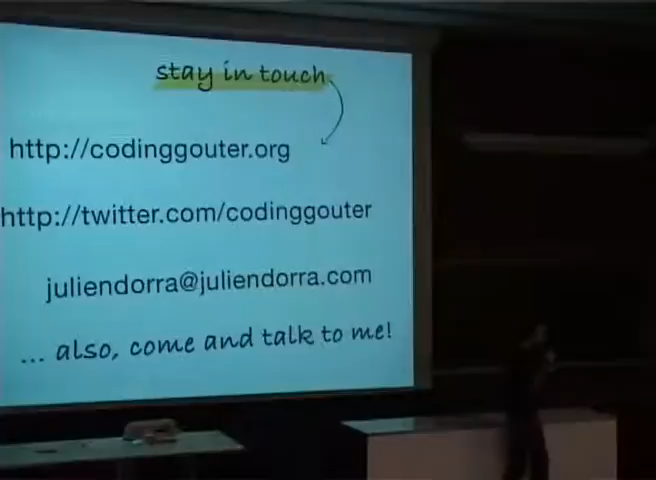 stay in touch
http://codinggouter.org
http://twitter.com/codinggouter
juliendorra@juliendorra.com
... also, come and talk to me!